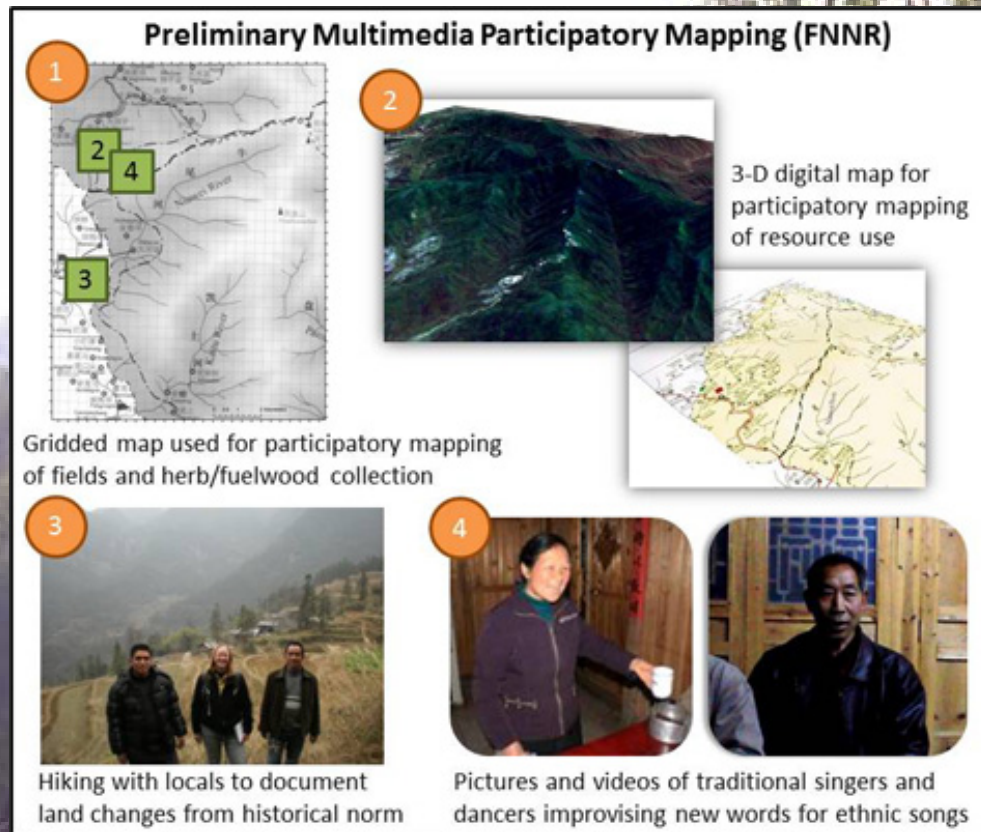 Preliminary Multimedia Participatory Mapping (FNNR)
1
2
4
3
Gridded map used for participatory mapping
of fields and herb/fuelwood collection
2
3-D digital map for
participatory mapping
of resource use
3
Hiking with locals to document
land changes from historical norm
4
Pictures and videos of traditional singers and
dancers improvising new words for ethnic songs